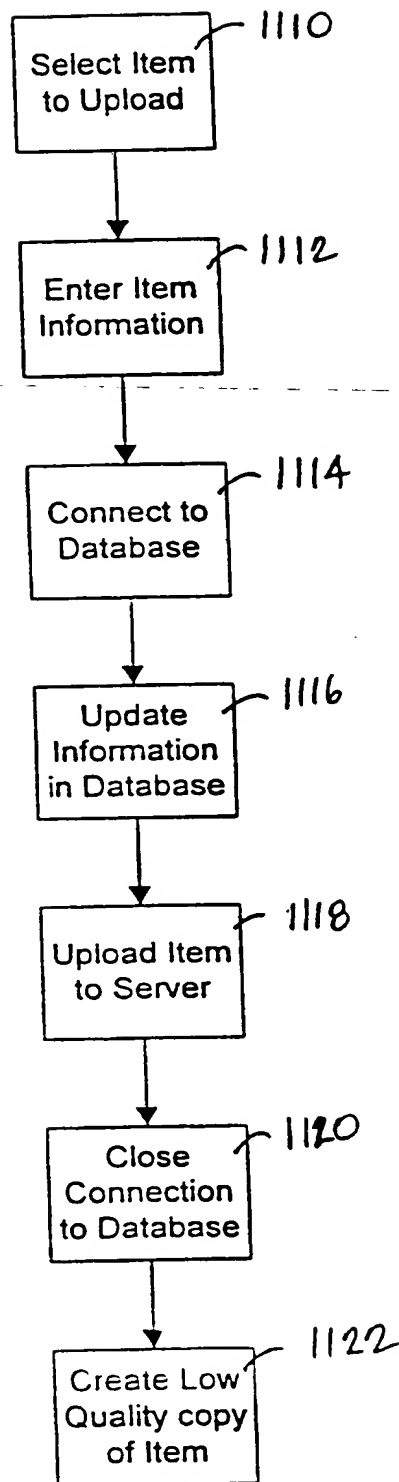 1110
Select Item
to Upload
1112
Enter Item
Information
1114
Connect to
Database
1116
Update
Information
in Database
1118
Upload Item
to Server
1120
Close
Connection
to Database
1122
Create Low
Quality copy
of Item